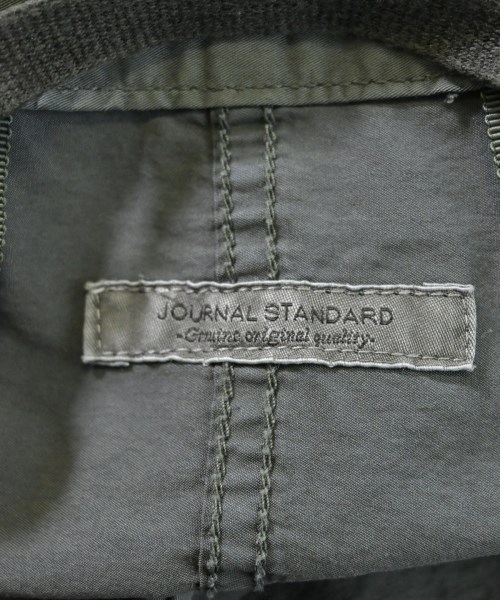 JOURNAL STANDARD
-Genuine original quality-